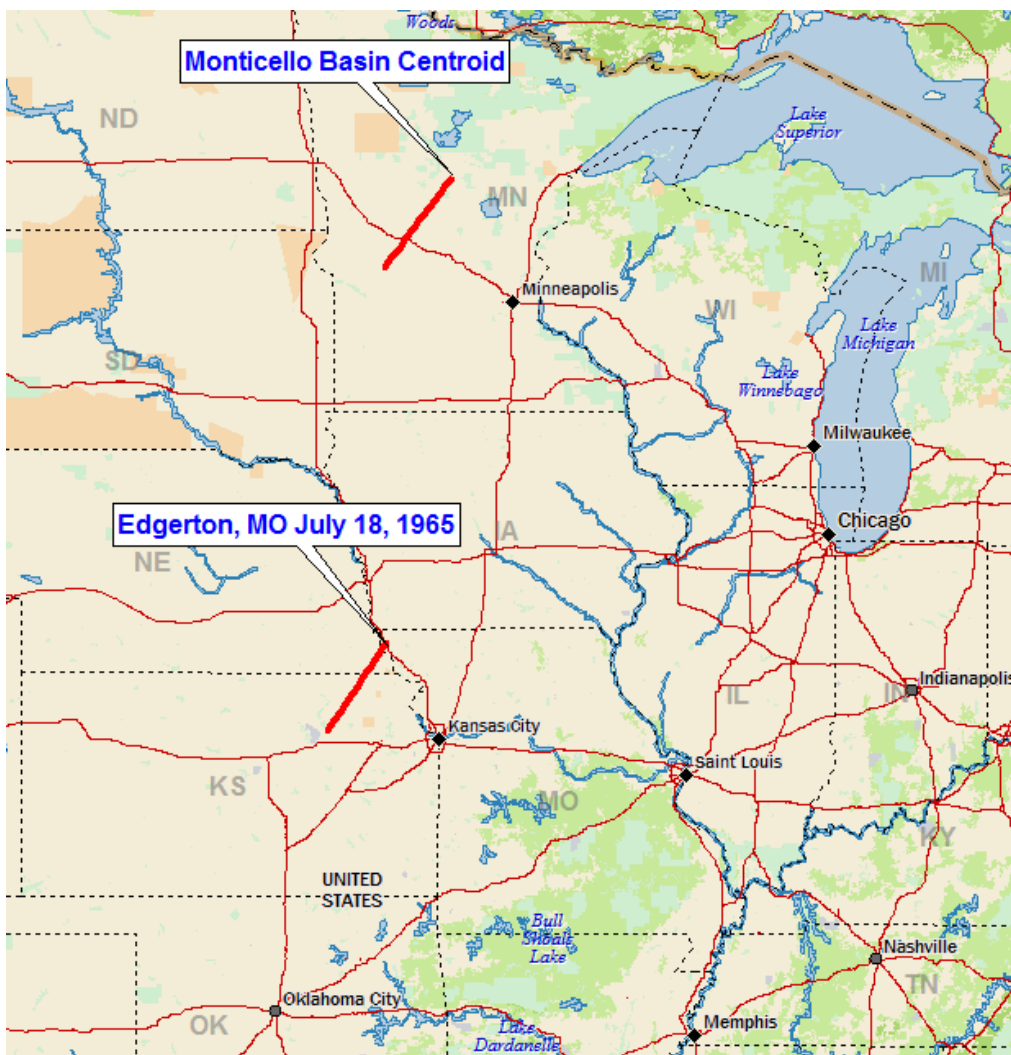 Woods
Monticello Basin Centroid
ND
Lake
Superior
MN
MI
Minneapolis
WI
Lake
Michigan
SD
Lake
Winnebago
Milwaukee
Edgerton, MO July 18, 1965
IA
Chicago
NE
Indianapolis
IL
IN
Kansas City
Saint Louis
KS
MO
KY
UNITED
STATES
Bull
Shoals
Lake
Nashville
TN
Oklahoma City
OK
Lake
Dardanelle
Memphis